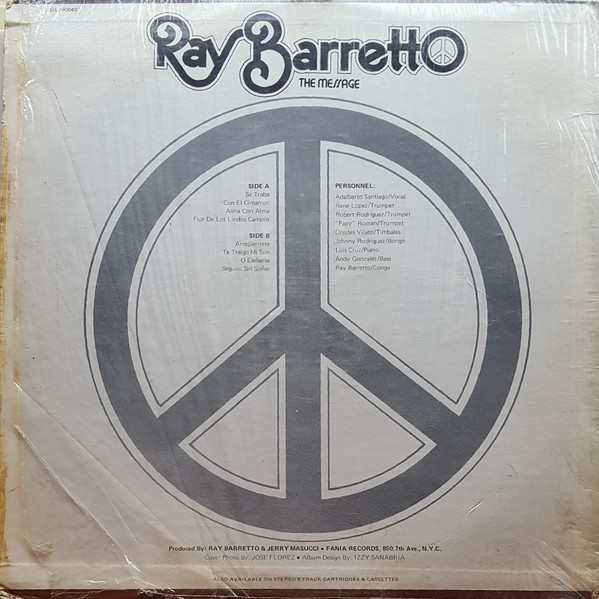 Ray Barretto
THE MESSAGE
SIDE A
Se Traba
Con El Cimarron
Alma Con Alma
Flor De Los Lindos Campos
SIDE B
Arrepientete
Te Traigo Mi Son
O Elefante
Seguire Sin Soñar
PERSONNEL:
Adalberto Santiago/Vocal
Rene Lopez/Trumpet
Robert Rodriguez/Trumpet
"Papy" Roman/Trumpet
Orestes Vilato/Timbales
Johnny Rodriguez/Bongo
Luis Cruz/Piano
Andy Gonzalez/Bass
Ray Barretto/Conga
Produced By: RAY BARRETTO & JERRY MASUCCI • FANIA RECORDS, 850 7th Ave., N.Y.C.
Cover Photo By: JOSE FLOREZ • Album Design By: IZZY SANABRIA
ALSO AVAILABLE ON STEREO 8 TRACK CARTRIDGES & CASSETTES